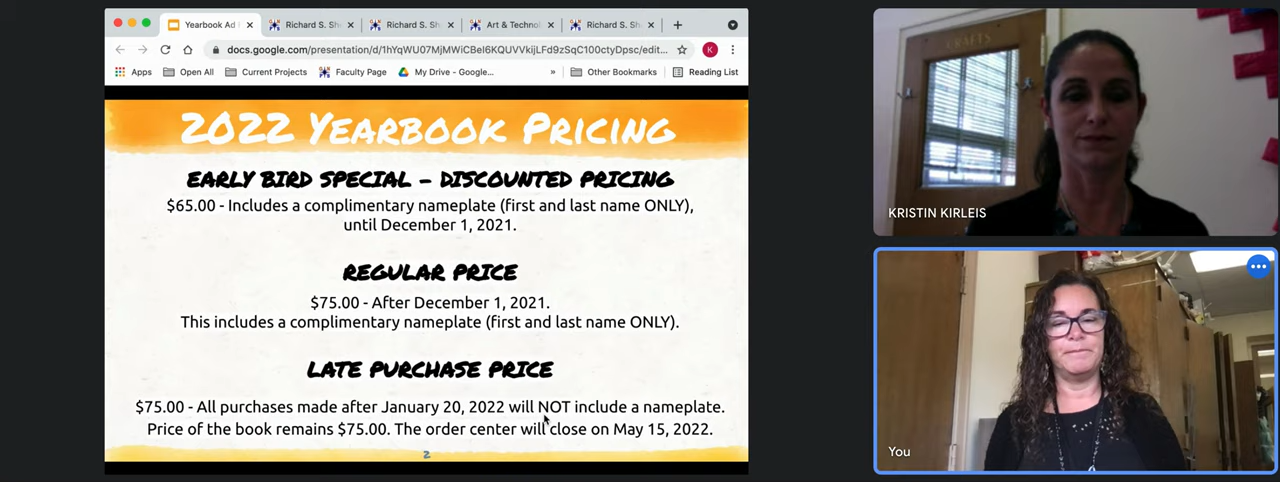 Yearbook Ad P
Richard S. She
Richard S. She
Art & Technol
Richard S. Sh
docs.google.com/presentation/d/1hYqWU07MjMWiCBeI6KQUVVkijLFd9zSqC100ctyDpsc/edit...
K
Apps
Open All
Current Projects
Faculty Page
My Drive - Google...
»
Other Bookmarks
Reading List
2022 YEARBOOK PRICING
EARLY BIRD SPECIAL - DISCOUNTED PRICING
$65.00 - Includes a complimentary nameplate (first and last name ONLY),
until December 1, 2021.
REGULAR PRICE
$75.00 - After December 1, 2021.
This includes a complimentary nameplate (first and last name ONLY).
LATE PURCHASE PRICE
$75.00 - All purchases made after January 20, 2022 will NOT include a nameplate.
Price of the book remains $75.00. The order center will close on May 15, 2022.
2
CRAFTS
KRISTIN KIRLEIS
You